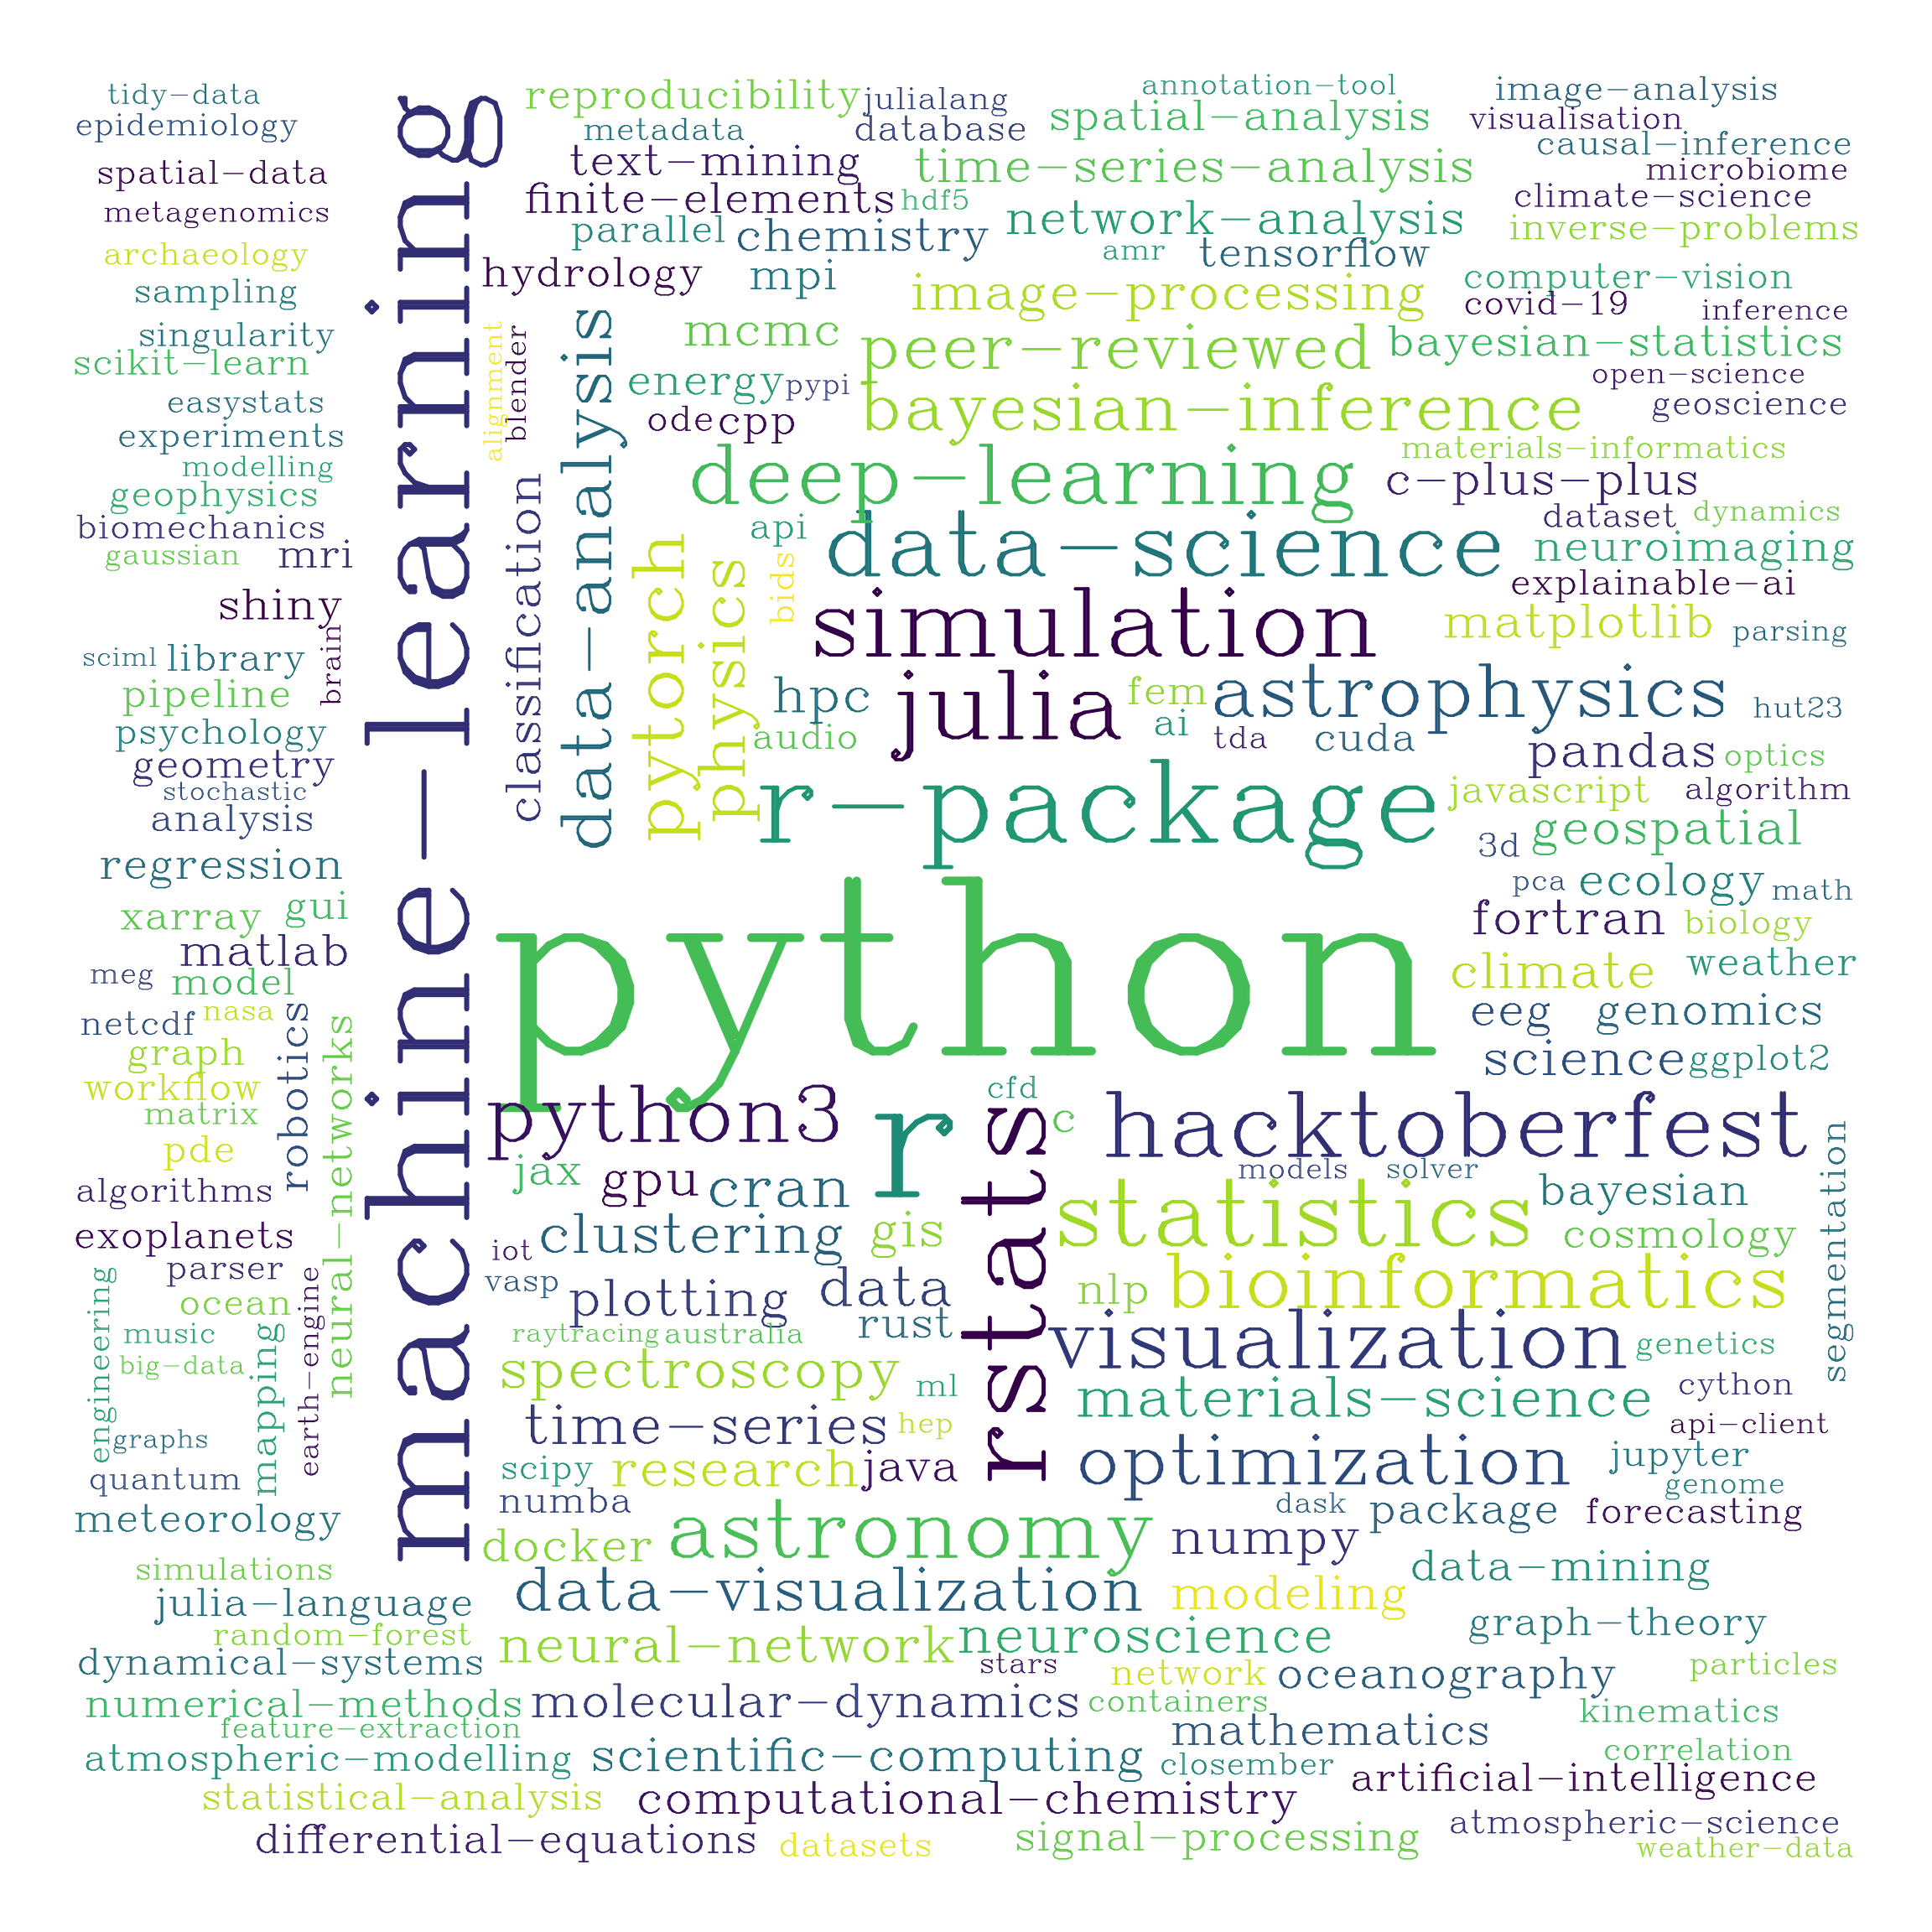 tidy-data
epidemiology
spatial-data
metagenomics
archaeology
sampling
singularity
scikit-learn
easystats
experiments
modelling
geophysics
biomechanics
gaussian
mri
shiny
sciml
library
brain
pipeline
psychology
geometry
stochastic
analysis
regression
xarray
gui
matlab
meg
model
netcdf
nasa
graph
robotics
neural-networks
workflow
matrix
pde
algorithms
exoplanets
parser
ocean
engineering
music
big-data
mapping
earth-engine
graphs
quantum
meteorology
simulations
julia-language
random-forest
dynamical-systems
numerical-methods
feature-extraction
atmospheric-modelling
statistical-analysis
differential-equations
machine-learning
reproducibility
julialang
annotation-tool
image-analysis
metadata
database
spatial-analysis
visualisation
text-mining
time-series-analysis
causal-inference
microbiome
finite-elements
hdf5
network-analysis
climate-science
parallel
chemistry
amr
tensorflow
inverse-problems
hydrology
mpi
image-processing
computer-vision
covid-19
inference
alignment
blender
data-analysis
mcmc
peer-reviewed
bayesian-statistics
energy
pypi
bayesian-inference
open-science
geoscience
ode
cpp
materials-informatics
classification
deep-learning
c-plus-plus
api
data-science
dataset
dynamics
neuroimaging
pytorch
physics
bids
simulation
explainable-ai
matplotlib
parsing
hpc
julia
fem
astrophysics
hut23
audio
ai
tda
cuda
pandas
optics
r-package
javascript
algorithm
3d
geospatial
python
pca
ecology
math
fortran
biology
climate
weather
eeg
genomics
science
ggplot2
python3
r
cfd
c
rstats
hacktoberfest
jax
gpu
cran
models
solver
segmentation
statistics
bayesian
clustering
gis
cosmology
iot
vasp
plotting
data
nlp
bioinformatics
rust
raytracing
australia
visualization
genetics
spectroscopy
ml
materials-science
cython
time-series
hep
api-client
scipy
research
java
optimization
jupyter
genome
numba
dask
package
forecasting
docker
astronomy
numpy
data-mining
data-visualization
modeling
graph-theory
neural-network
neuroscience
stars
network
oceanography
particles
molecular-dynamics
containers
kinematics
mathematics
scientific-computing
closember
correlation
computational-chemistry
artificial-intelligence
datasets
signal-processing
atmospheric-science
weather-data